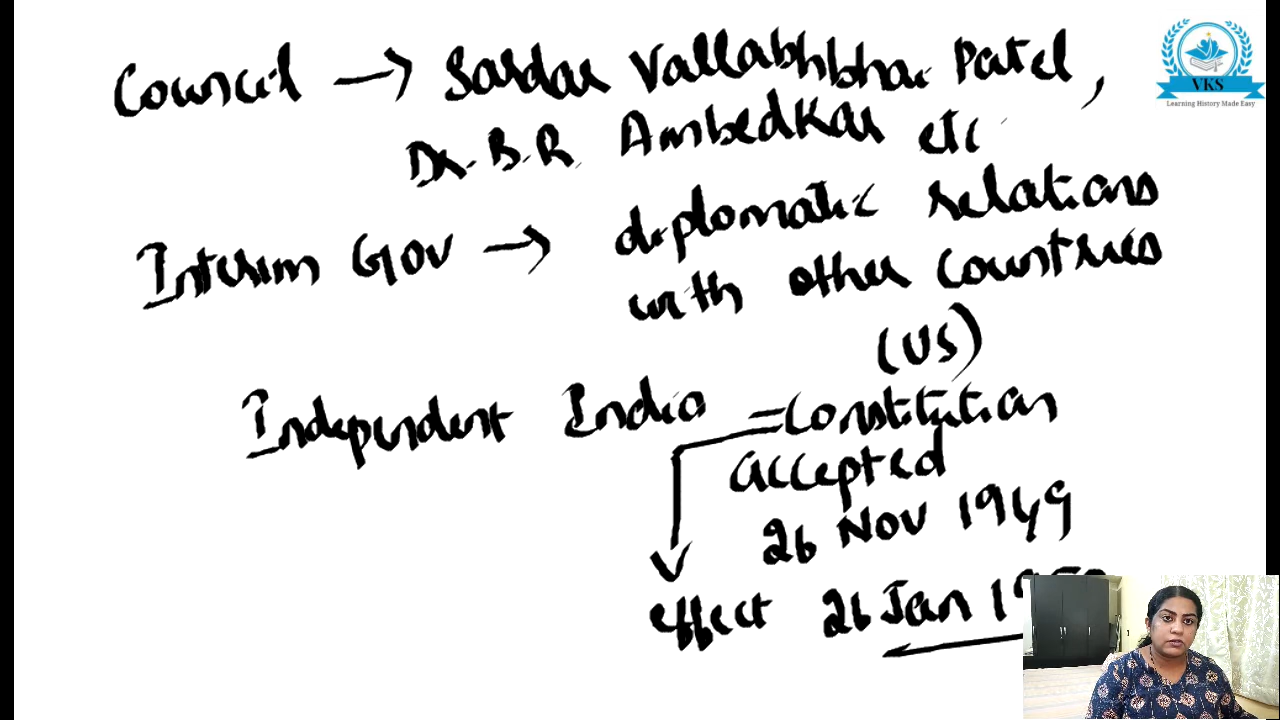 Council → Sardar Vallabhbhai Patel,
Dr. B.R. Ambedkar etc.
Interim Gov → diplomatic relations
with other countries
(US)
Independent India = Constitution
accepted
26 Nov 1949
effect 26 Jan
VKS
Learning History Made Easy